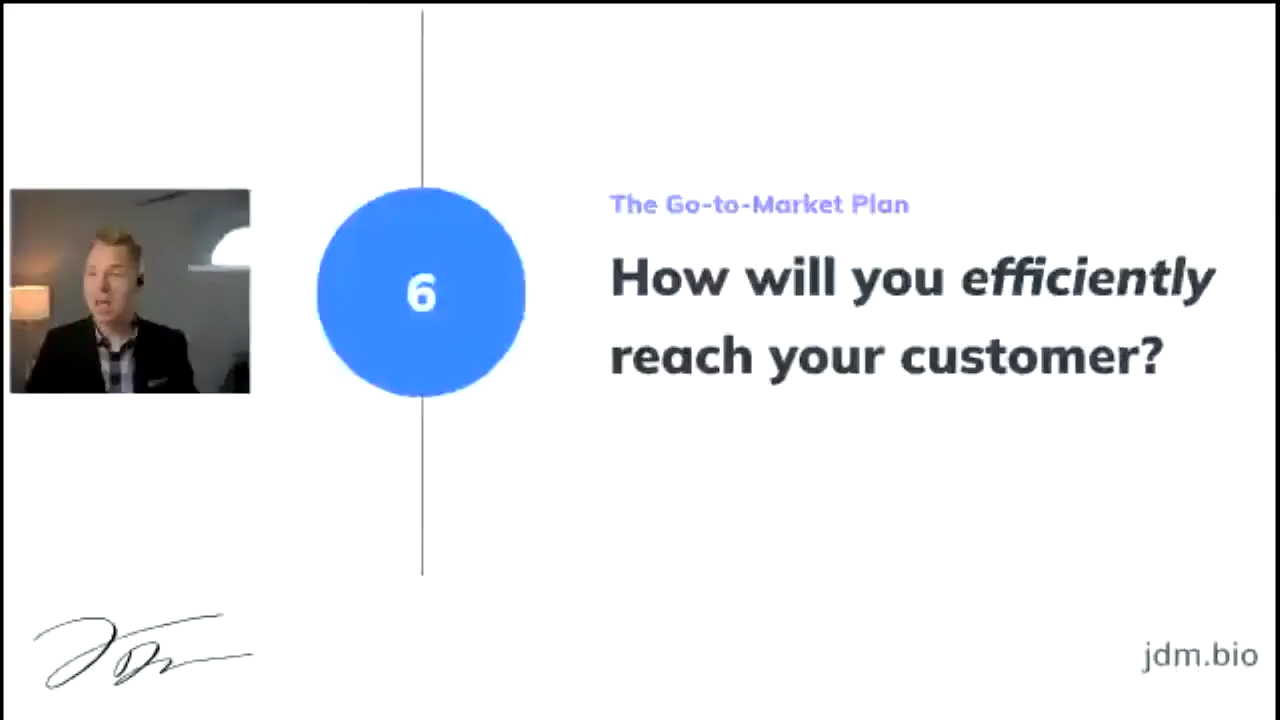 6
The Go-to-Market Plan
How will you efficiently
reach your customer?
jdm.bio